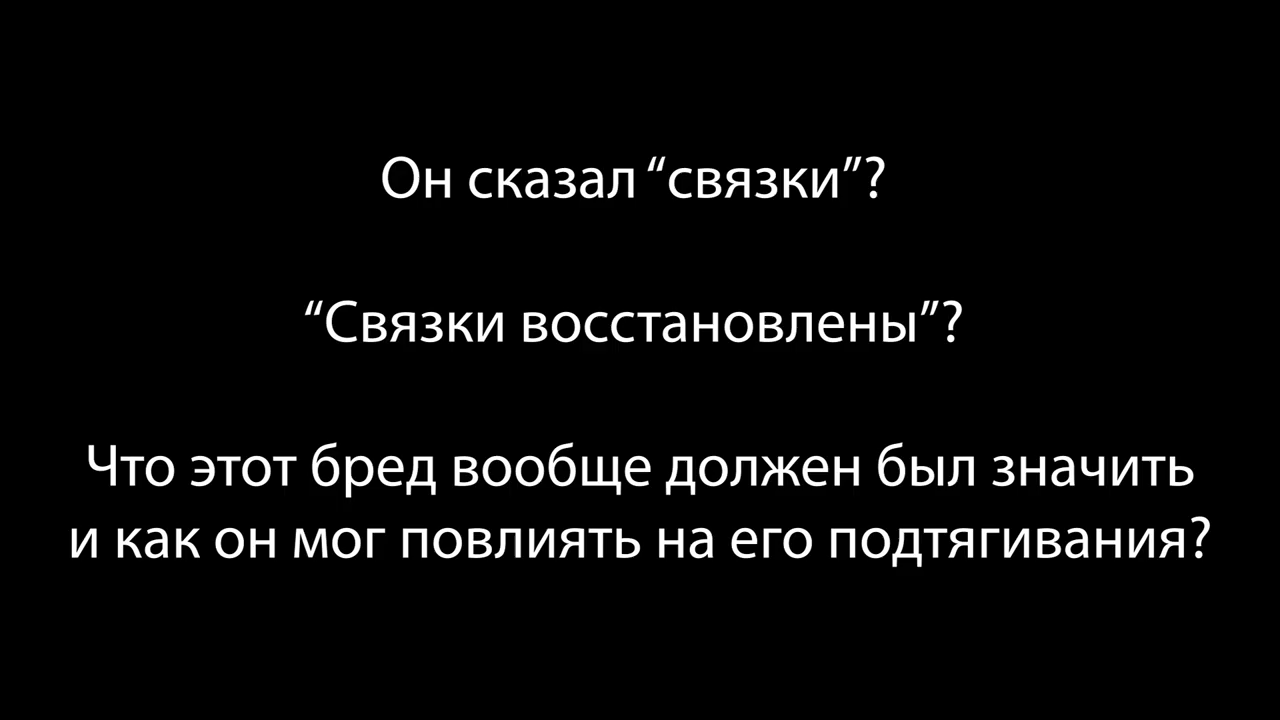 Он сказал “связки”?
“Связки восстановлены”?
Что этот бред вообще должен был значить
и как он мог повлиять на его подтягивания?